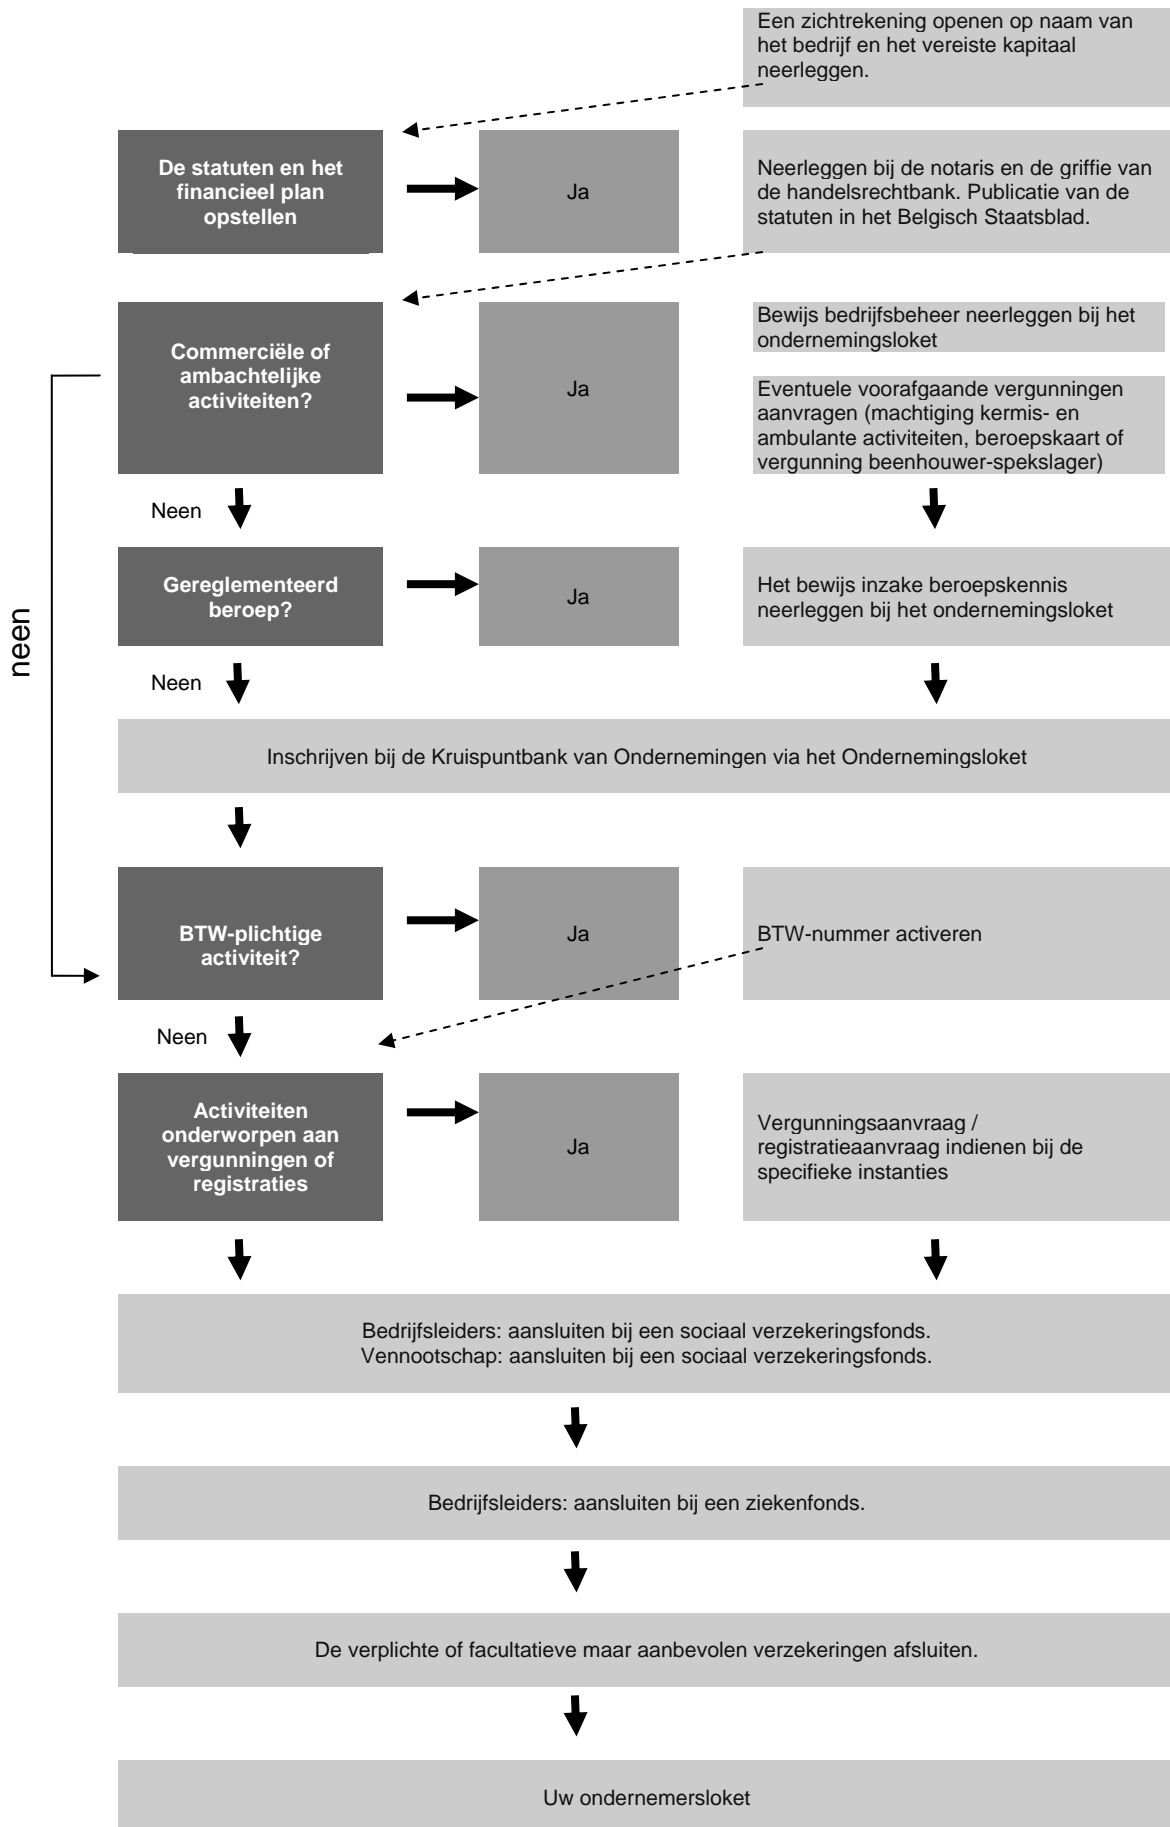 Een zichtrekening openen op naam van
het bedrijf en het vereiste kapitaal
neerleggen.
De statuten en het
financieel plan
opstellen
Ja
Neerleggen bij de notaris en de griffie van
de handelsrechtbank. Publicatie van de
statuten in het Belgisch Staatsblad.
Commerciële of
ambachtelijke
activiteiten?
Ja
Bewijs bedrijfsbeheer neerleggen bij het
ondernemingsloket
Eventuele voorafgaande vergunningen
aanvragen (machtiging kermis- en
ambulante activiteiten, beroepskaart of
vergunning beenhouwer-spekslager)
Neen
neen
Gereglementeerd
beroep?
Ja
Het bewijs inzake beroepskennis
neerleggen bij het ondernemingsloket
Neen
Inschrijven bij de Kruispuntbank van Ondernemingen via het Ondernemingsloket
BTW-plichtige
activiteit?
Ja
BTW-nummer activeren
Neen
Activiteiten
onderworpen aan
vergunningen of
registraties
Ja
Vergunningsaanvraag /
registratieaanvraag indienen bij de
specifieke instanties
Bedrijfsleiders: aansluiten bij een sociaal verzekeringsfonds.
Vennootschap: aansluiten bij een sociaal verzekeringsfonds.
Bedrijfsleiders: aansluiten bij een ziekenfonds.
De verplichte of facultatieve maar aanbevolen verzekeringen afsluiten.
Uw ondernemersloket